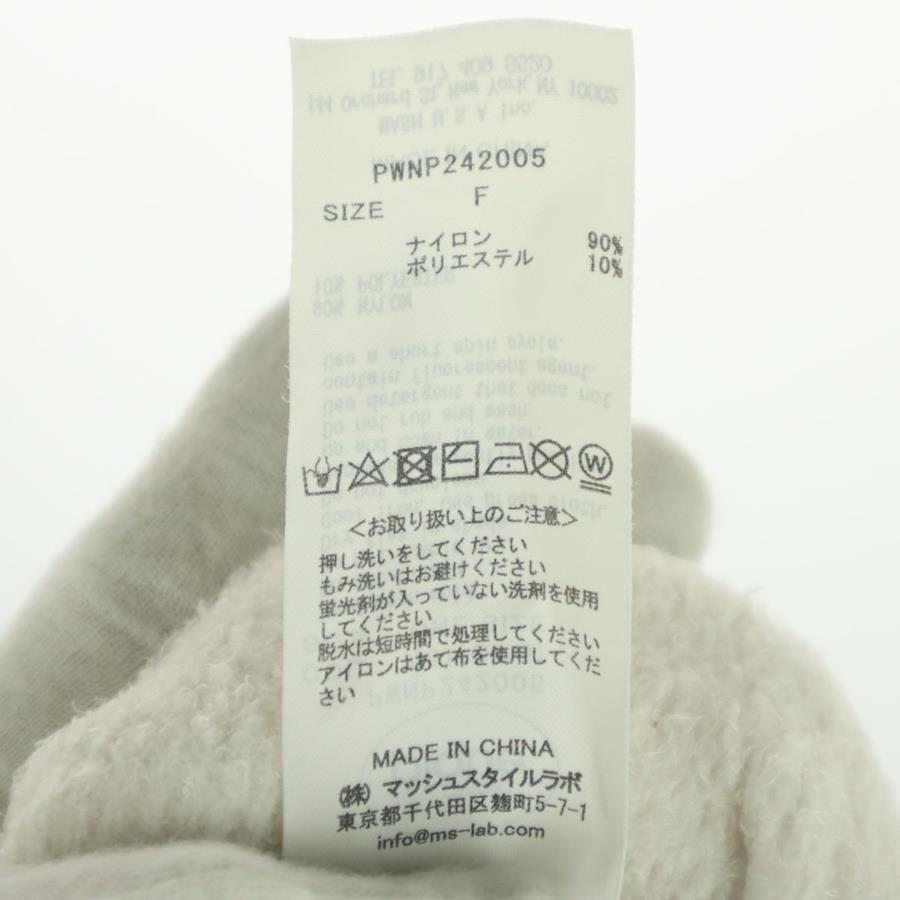 PWNP242005
SIZE F
ナイロン 90%
ポリエステル 10%
W
＜お取り扱い上のご注意＞
押し洗いをしてください
もみ洗いはお避けください
蛍光剤が入っていない洗剤を使用
してください
脱水は短時間で処理してください
アイロンはあて布を使用してくだ
さい
MADE IN CHINA
㈱ マッシュスタイルラボ
東京都千代田区麹町5-7-1
info@ms-lab.com